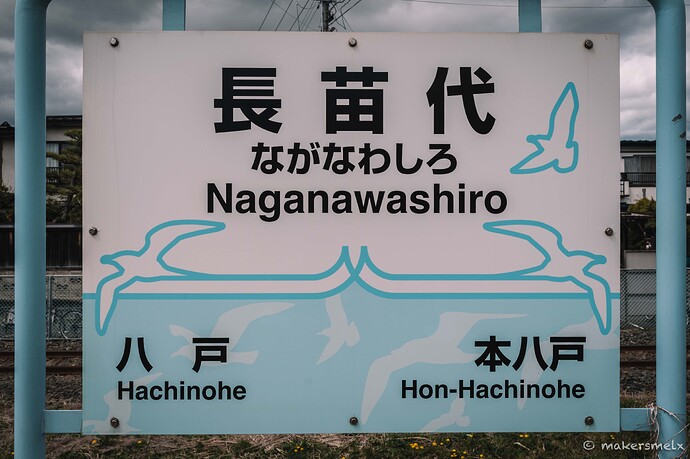 長苗代
ながなわしろ
Naganawashiro
八戸
Hachinohe
本八戸
Hon-Hachinohe
© makersmelx